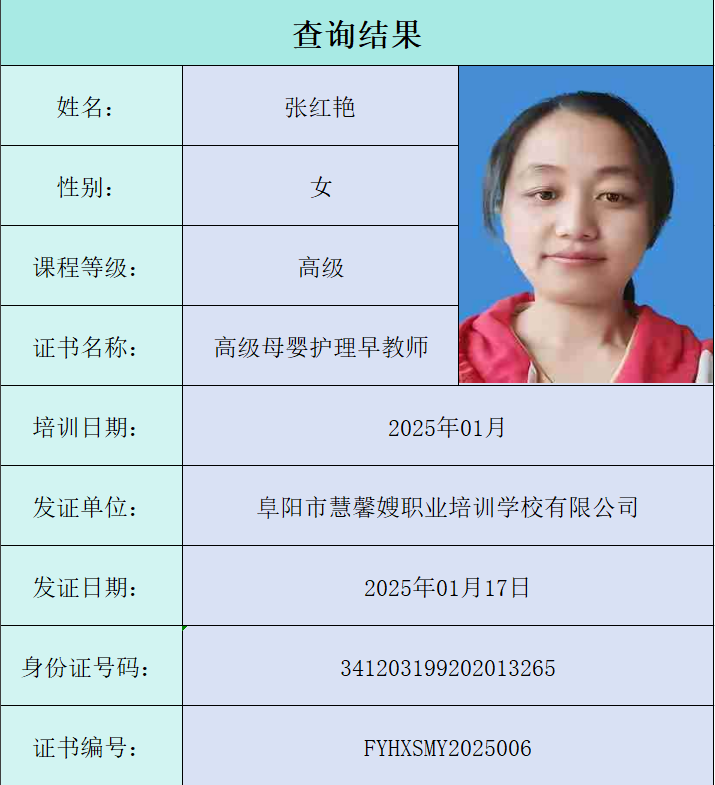 查询结果
姓名： 张红艳
性别： 女
课程等级： 高级
证书名称： 高级母婴护理早教师
培训日期： 2025年01月
发证单位： 阜阳市慧馨嫂职业培训学校有限公司
发证日期： 2025年01月17日
身份证号码： 341203199202013265
证书编号： FYHXSMY2025006